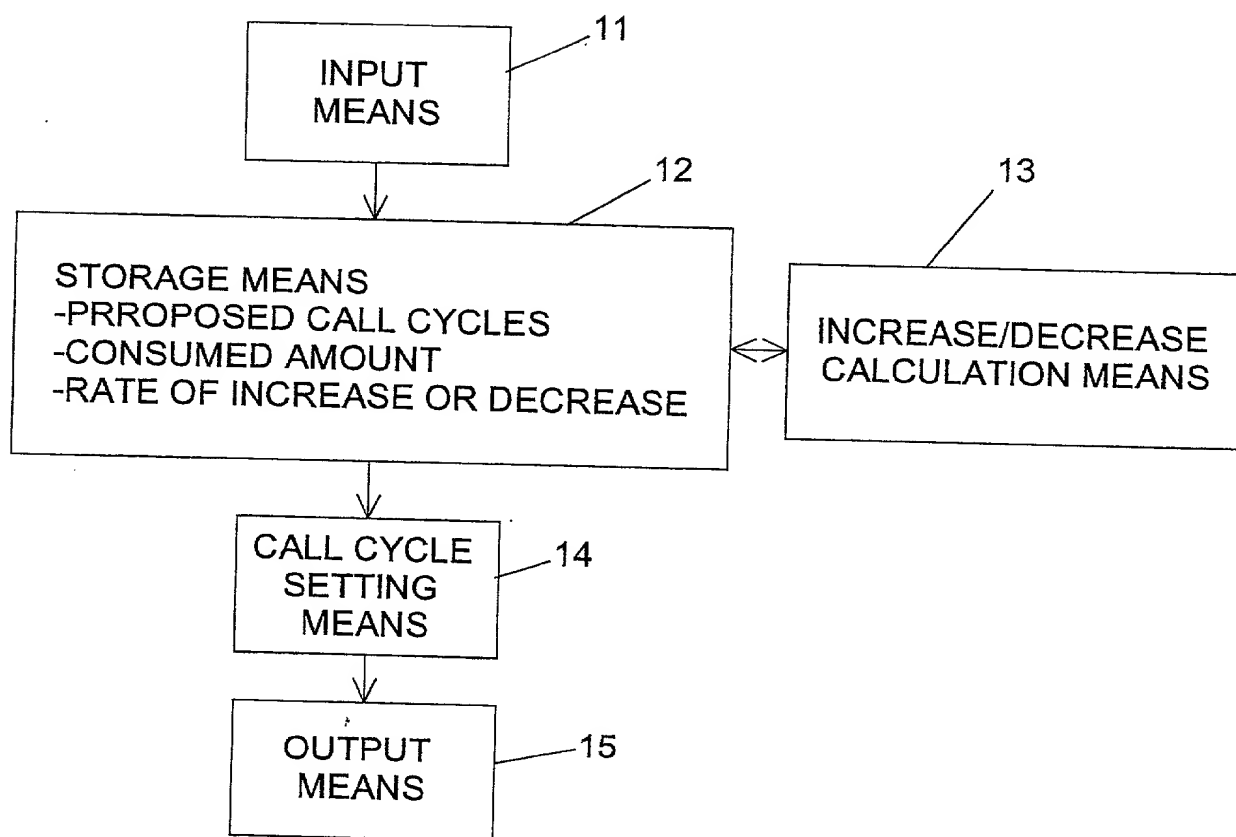 11
INPUT
MEANS
12
13
STORAGE MEANS
-PRROPOSED CALL CYCLES
-CONSUMED AMOUNT
-RATE OF INCREASE OR DECREASE
INCREASE/DECREASE
CALCULATION MEANS
CALL CYCLE
SETTING
MEANS
14
OUTPUT
MEANS
15